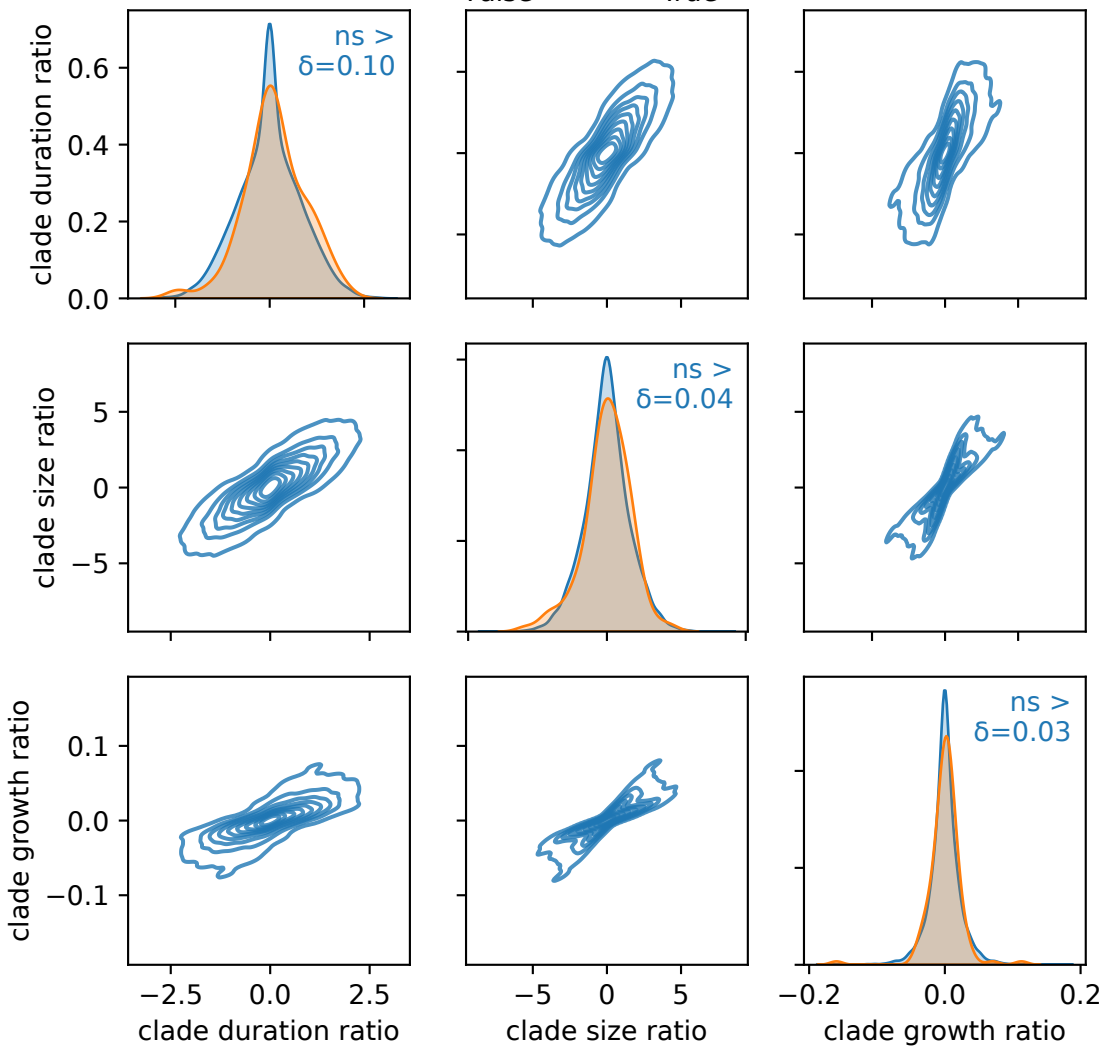 clade duration ratio
0.6
0.4
0.2
0.0
ns >
δ=0.10
clade size ratio
5
0
−5
ns >
δ=0.04
clade growth ratio
0.1
0.0
−0.1
ns >
δ=0.03
−2.5
0.0
2.5
−5
0
5
−0.2
0.0
0.2
clade duration ratio
clade size ratio
clade growth ratio